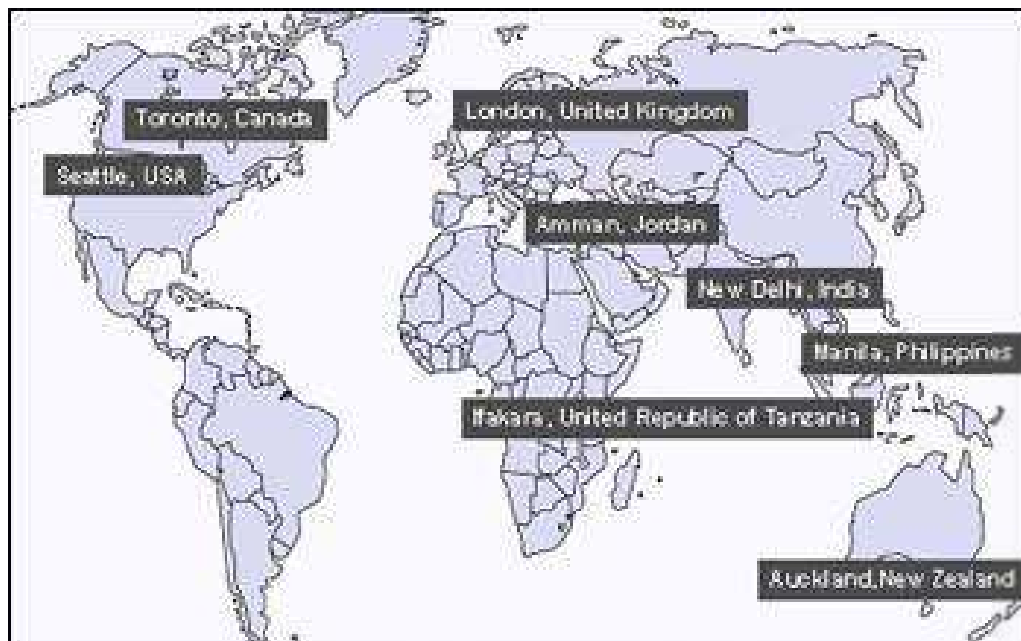 Toronto, Canada
London, United Kingdom
Seattle, USA
Amman, Jordan
New Delhi, India
Manila, Philippines
Ifakara, United Republic of Tanzania
Auckland,New Zealand